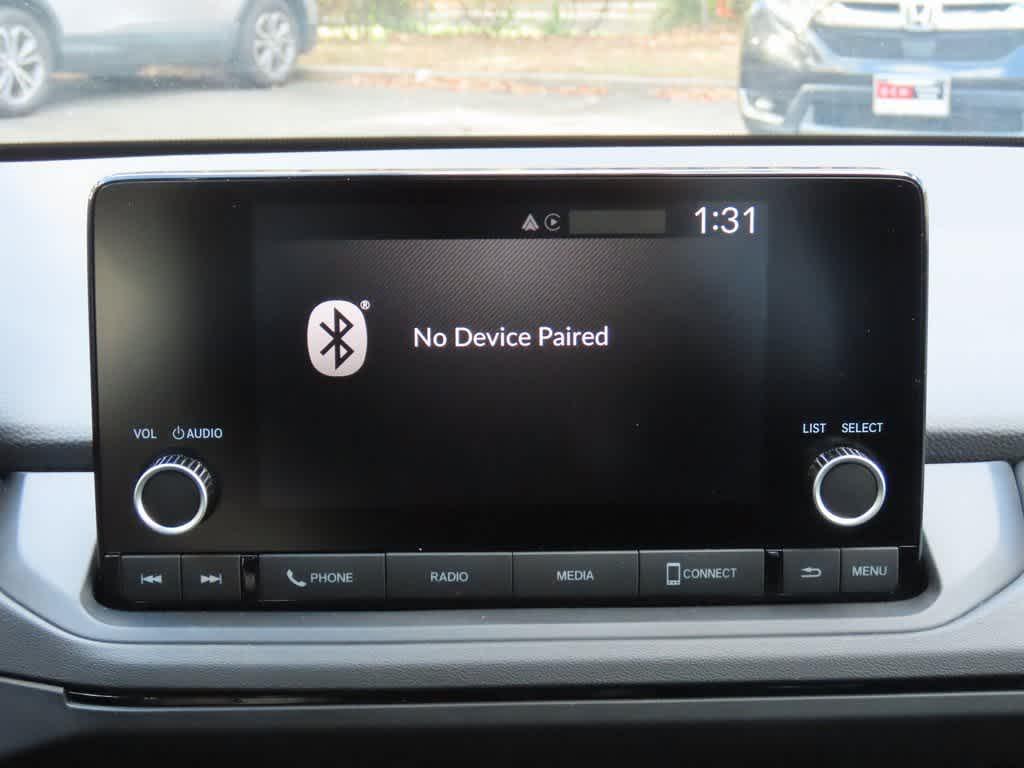 1:31
®
No Device Paired
VOL AUDIO
LIST SELECT
PHONE RADIO MEDIA CONNECT MENU